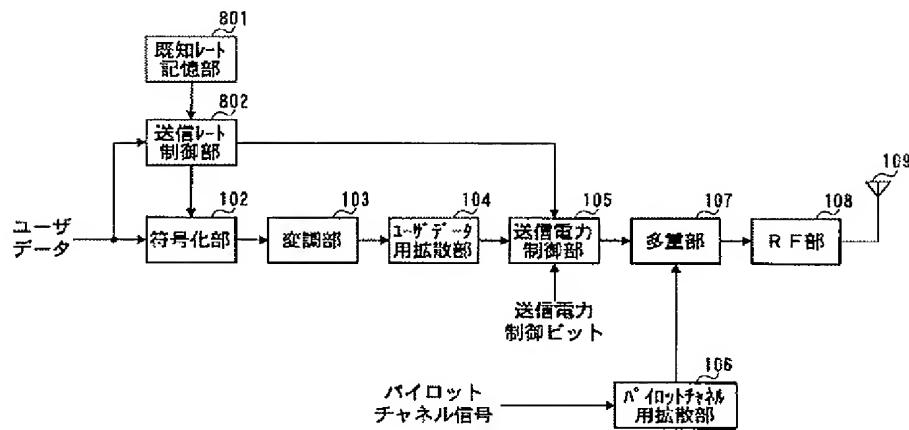 801
既知レート
記憶部
802
送信レート
制御部
ユーザ
データ
102
符号化部
103
変調部
104
ユーザデータ
用拡散部
105
送信電力
制御部
107
多重部
108
RF部
109
送信電力
制御ビット
パイロット
チャネル信号
106
パイロットチャネル
用拡散部